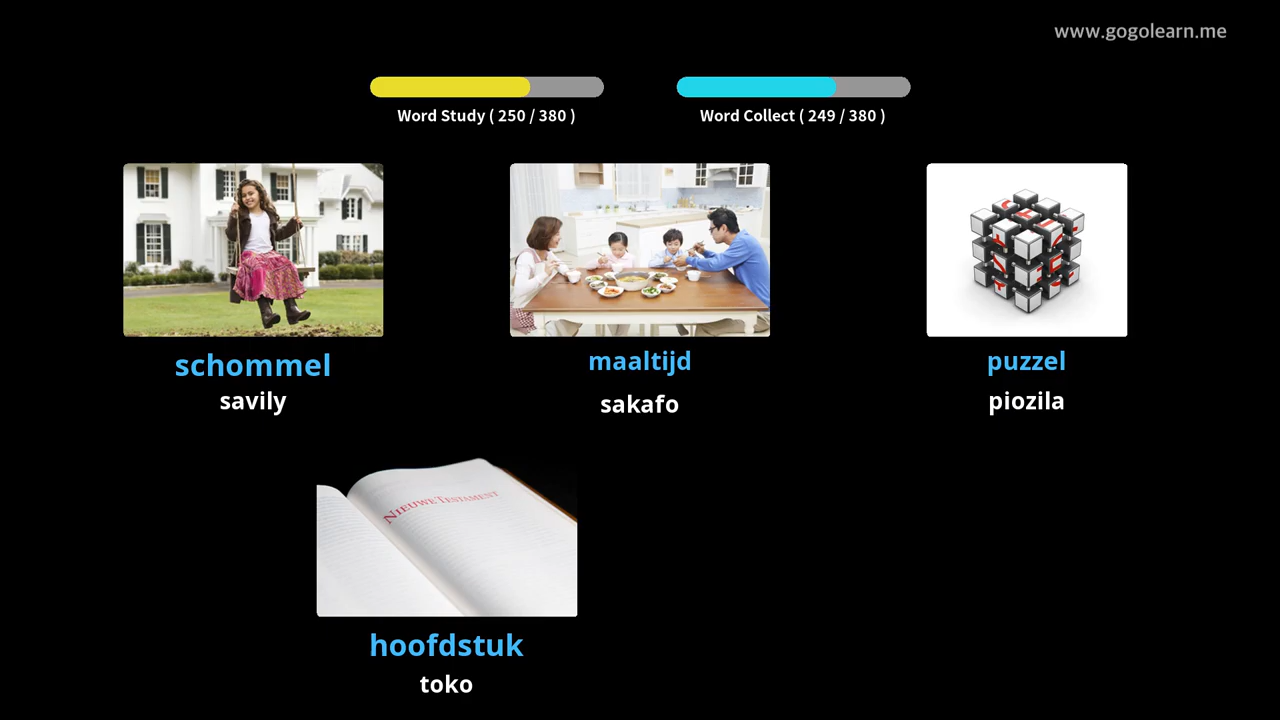 www.gogolearn.me
Word Study ( 250 / 380 )
Word Collect ( 249 / 380 )
schommel
maaltijd
puzzel
savily
sakafo
piozila
NIEUWE TESTAMENT
hoofdstuk
toko